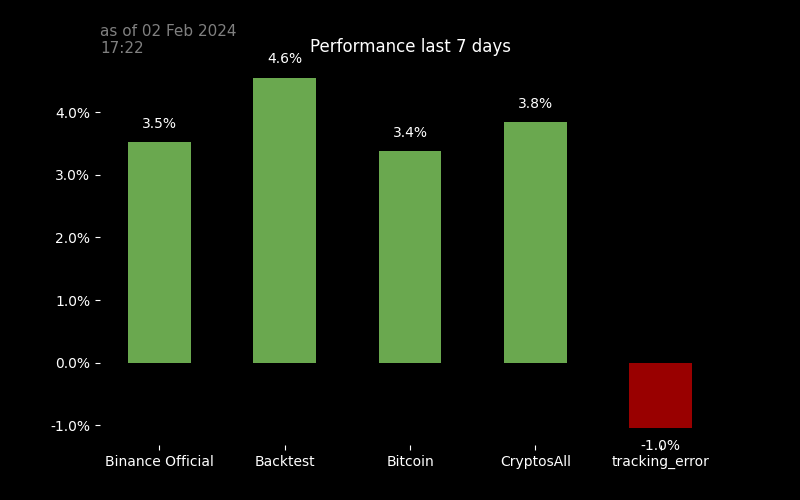 as of 02 Feb 2024
17:22
Performance last 7 days
4.6%
3.8%
3.5%
3.4%
4.0%
3.0%
2.0%
1.0%
0.0%
-1.0%
-1.0%
Binance Official
Backtest
Bitcoin
CryptosAll
tracking_error